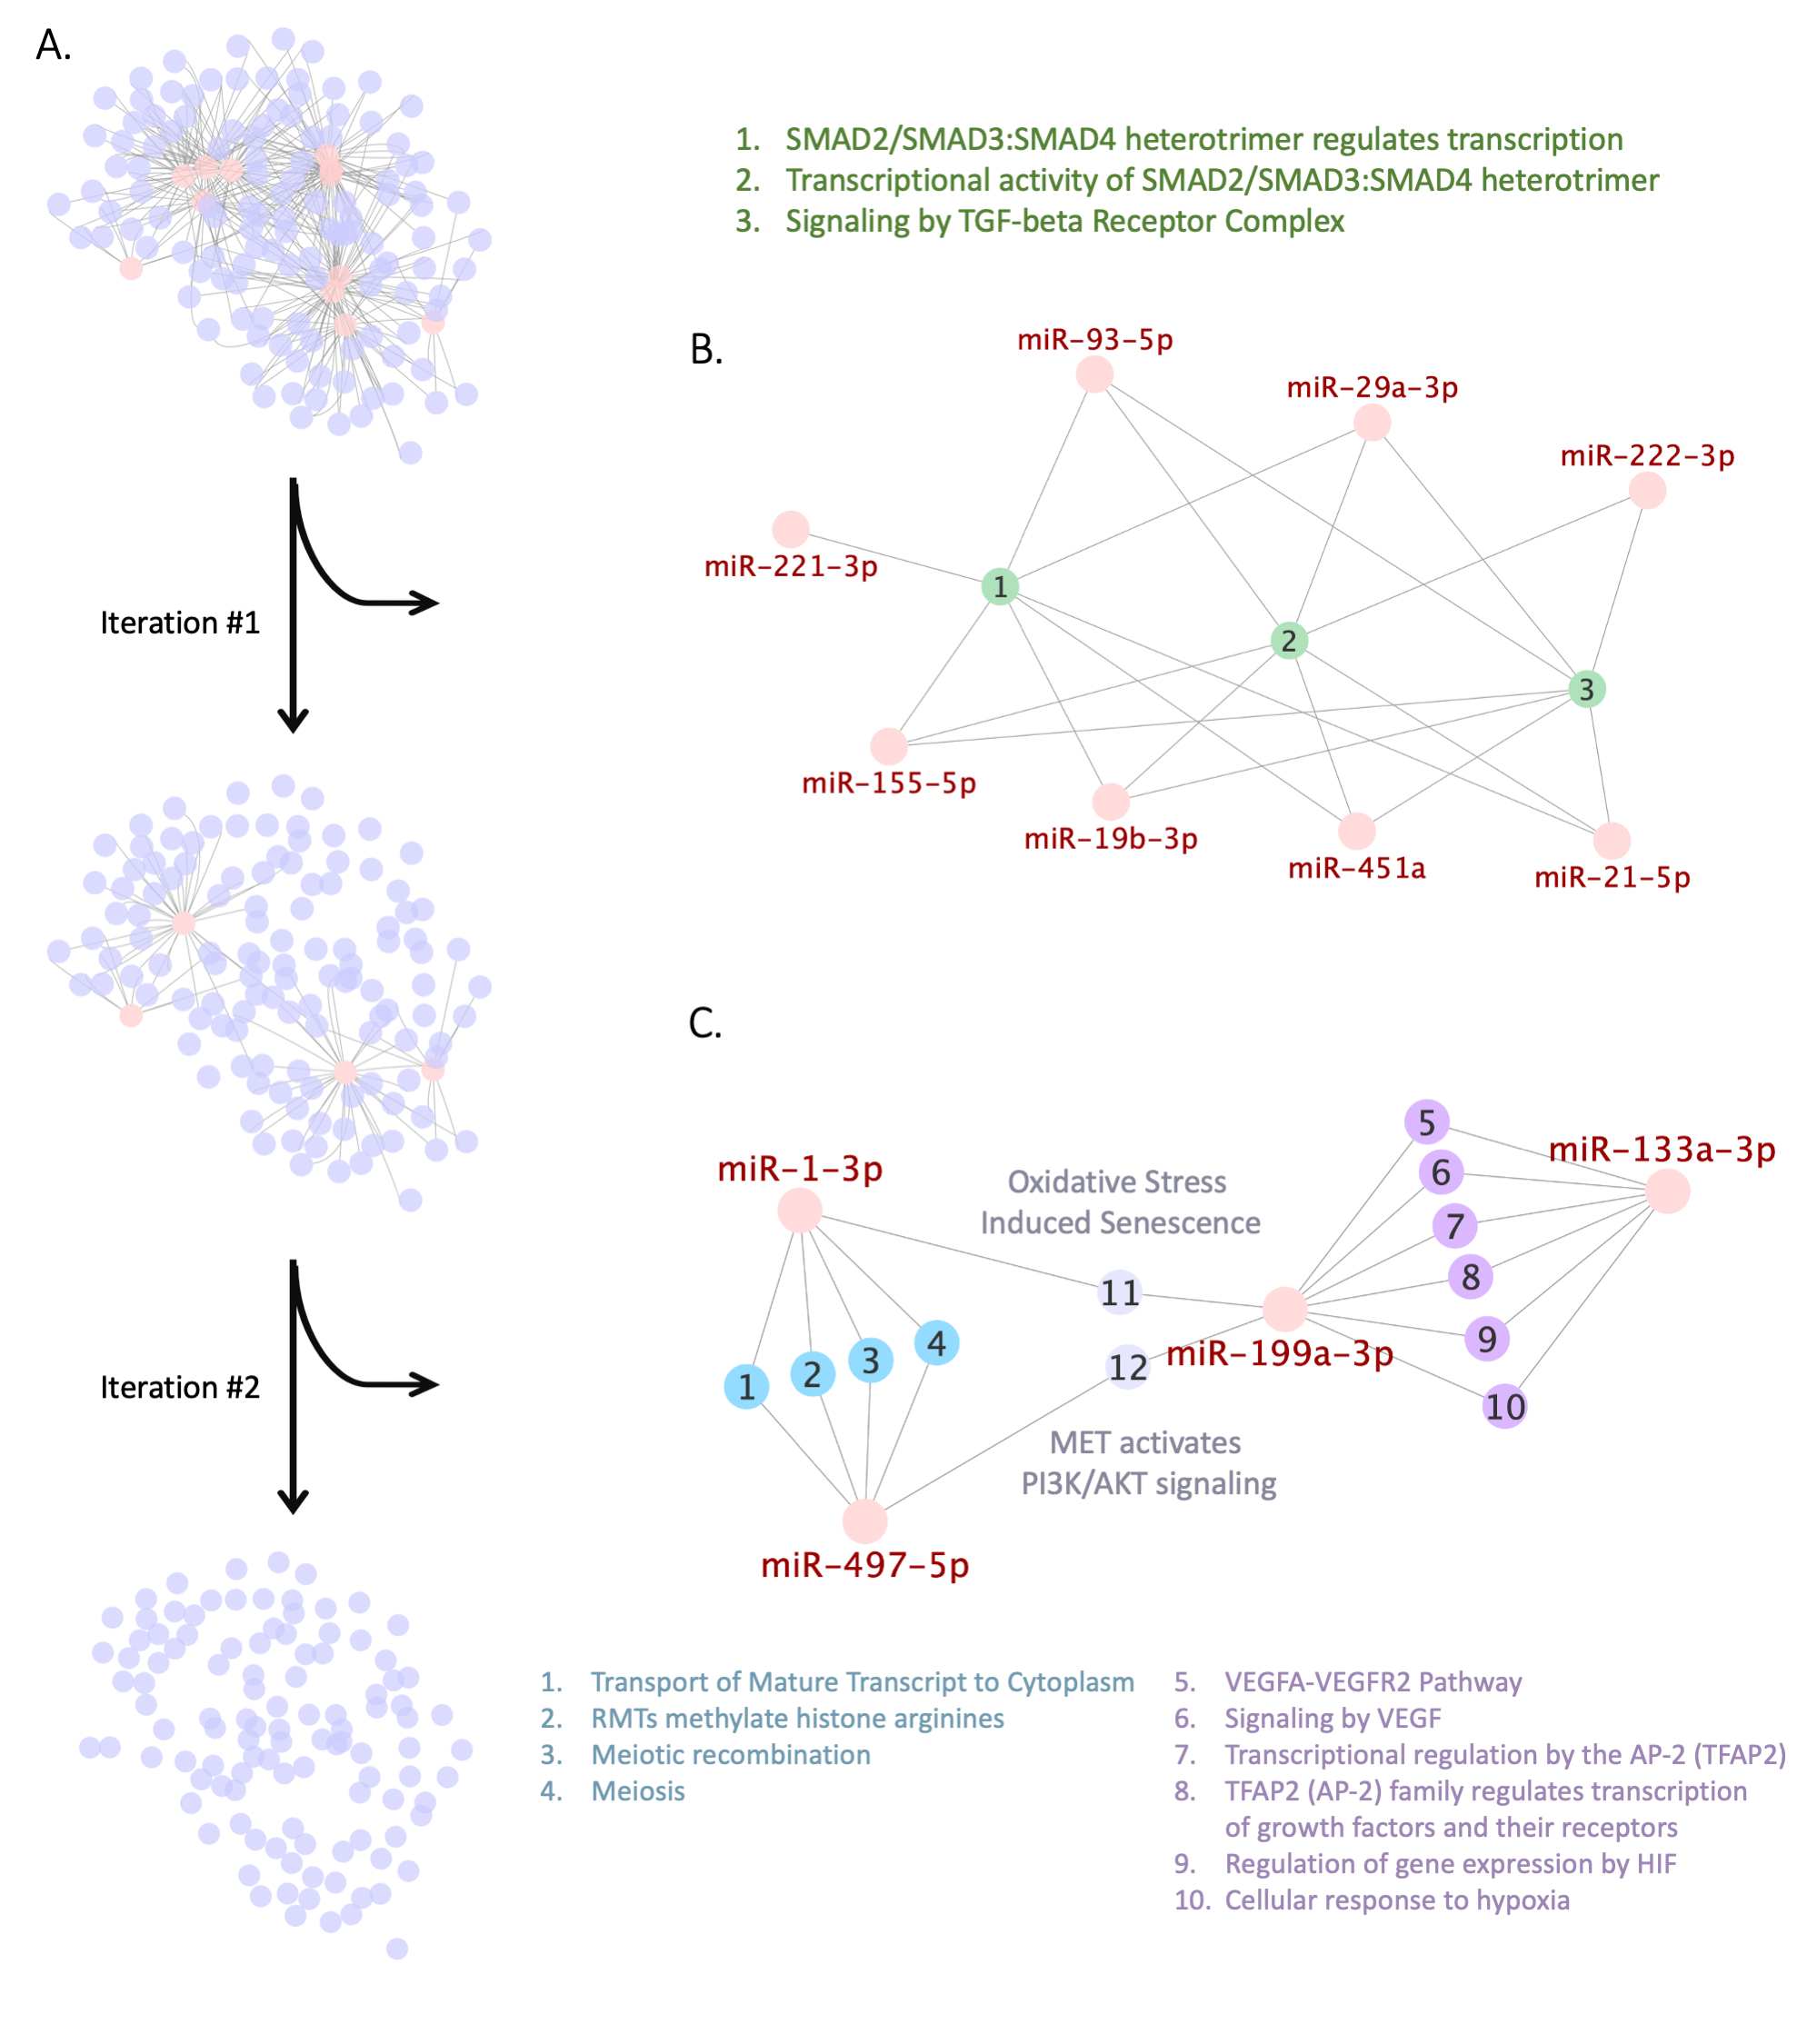 A.
1. SMAD2/SMAD3:SMAD4 heterotrimer regulates transcription
2. Transcriptional activity of SMAD2/SMAD3:SMAD4 heterotrimer
3. Signaling by TGF-beta Receptor Complex
B.
miR-93-5p
miR-29a-3p
miR-222-3p
miR-221-3p
1
2
3
miR-155-5p
miR-19b-3p
miR-451a
miR-21-5p
Iteration #1
C.
miR-1-3p
Oxidative Stress
Induced Senescence
5
miR-133a-3p
6
7
8
11
9
4
3
2
1
12
miR-199a-3p
10
MET activates
PI3K/AKT signaling
miR-497-5p
Iteration #2
1. Transport of Mature Transcript to Cytoplasm
2. RMTs methylate histone arginines
3. Meiotic recombination
4. Meiosis
5. VEGFA-VEGFR2 Pathway
6. Signaling by VEGF
7. Transcriptional regulation by the AP-2 (TFAP2)
8. TFAP2 (AP-2) family regulates transcription
of growth factors and their receptors
9. Regulation of gene expression by HIF
10. Cellular response to hypoxia